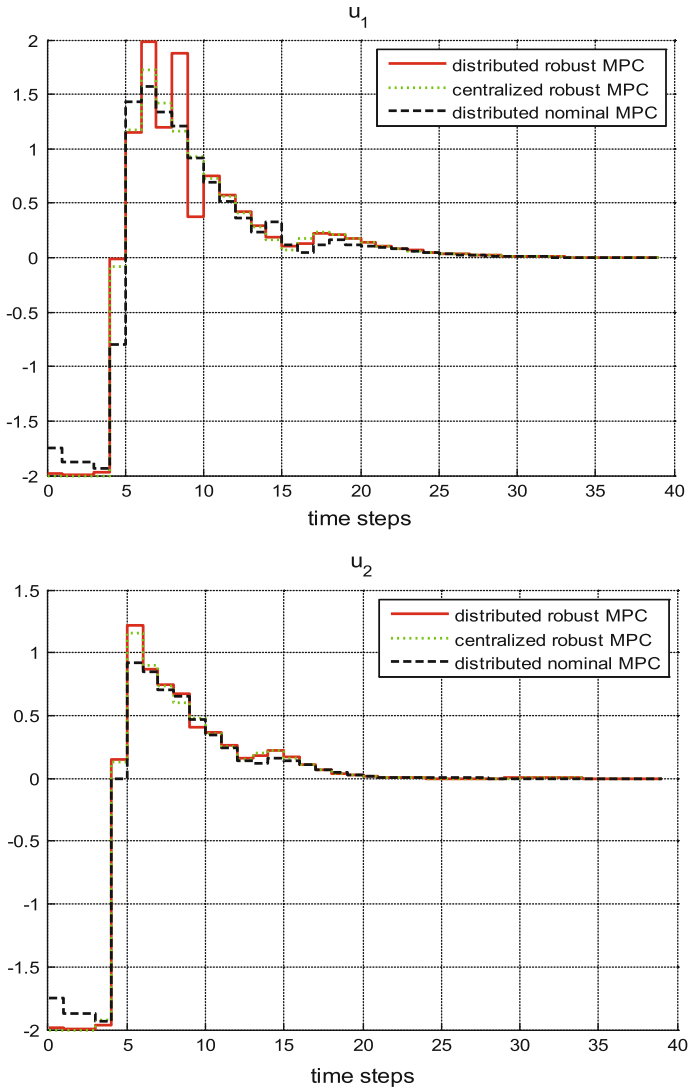 u1
2
1.5
1
0.5
0
-0.5
-1
-1.5
-2
distributed robust MPC
centralized robust MPC
distributed nominal MPC
0 5 10 15 20 25 30 35 40
time steps
u2
1.5
1
0.5
0
-0.5
-1
-1.5
-2
distributed robust MPC
centralized robust MPC
distributed nominal MPC
0 5 10 15 20 25 30 35 40
time steps